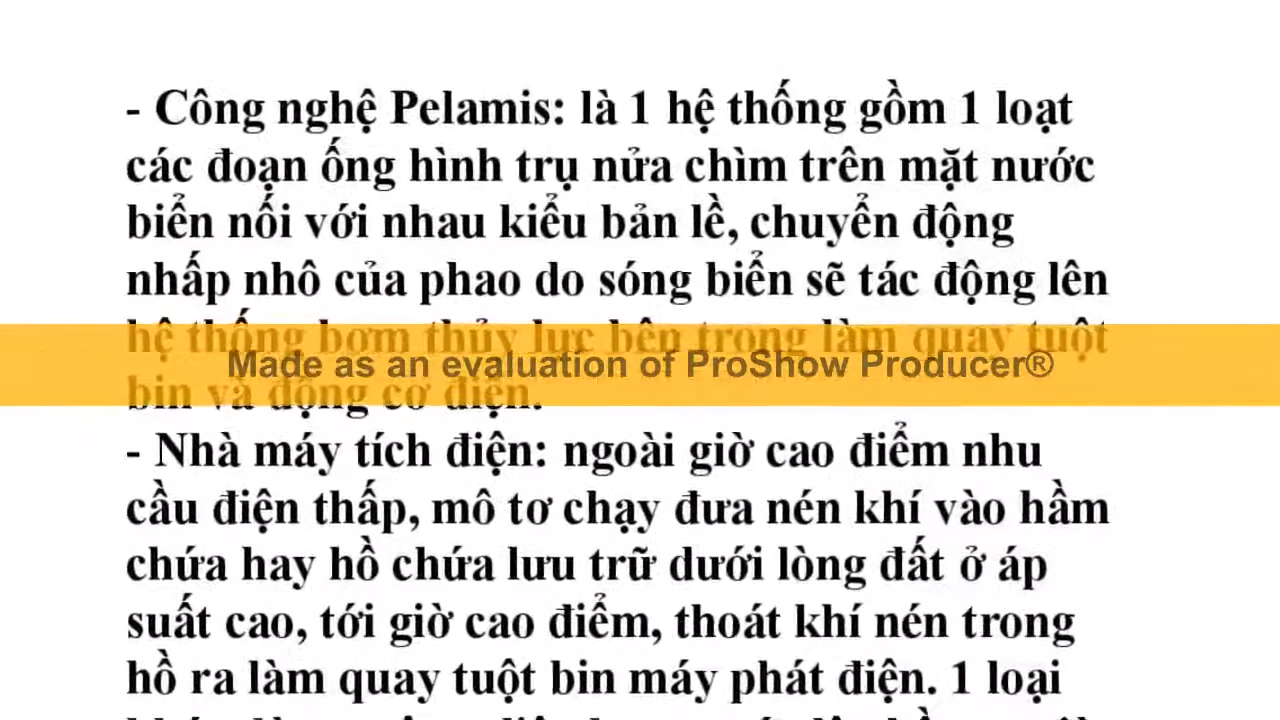 - Công nghệ Pelamis: là 1 hệ thống gồm 1 loạt
các đoạn ống hình trụ nửa chìm trên mặt nước
biển nối với nhau kiểu bản lề, chuyển động
nhấp nhô của phao do sóng biển sẽ tác động lên
hệ thống bơm thủy lực bên trong làm quay tuột
Made as an evaluation of ProShow Producer®
bin và động cơ điện.
- Nhà máy tích điện: ngoài giờ cao điểm nhu
cầu điện thấp, mô tơ chạy đưa nén khí vào hầm
chứa hay hồ chứa lưu trữ dưới lòng đất ở áp
suất cao, tới giờ cao điểm, thoát khí nén trong
hồ ra làm quay tuột bin máy phát điện. 1 loại